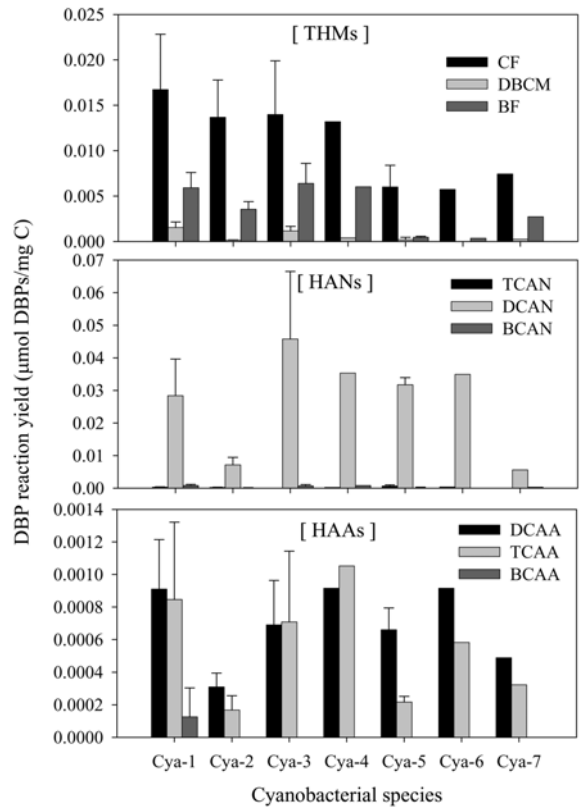 DBP reaction yield (µmol DBPs/mg C)
[ THMs ]
CF
DBCM
BF
0.025
0.020
0.015
0.010
0.005
0.000
[ HANs ]
TCAN
DCAN
BCAN
0.07
0.06
0.05
0.04
0.03
0.02
0.01
0.00
[ HAAs ]
DCAA
TCAA
BCAA
0.0014
0.0012
0.0010
0.0008
0.0006
0.0004
0.0002
0.0000
Cya-1 Cya-2 Cya-3 Cya-4 Cya-5 Cya-6 Cya-7
Cyanobacterial species